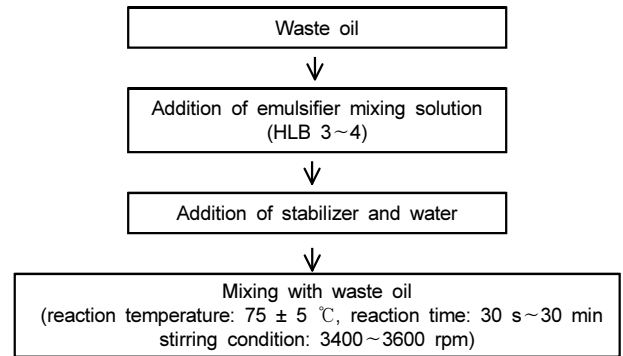 Waste oil
Addition of emulsifier mixing solution
(HLB 3~4)
Addition of stabilizer and water
Mixing with waste oil
(reaction temperature: 75 ± 5 ℃, reaction time: 30 s~30 min
stirring condition: 3400~3600 rpm)